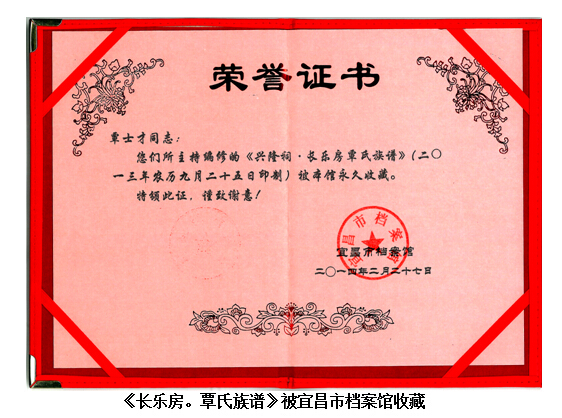 荣誉证书
覃士才同志：
您们所主持编修的《兴隆祠·长乐房覃氏族谱》（二〇
一三年农历九月二十五日印制）被本馆永久收藏。
特颁此证，谨致谢意！
宜昌市档案馆
宜昌市档案馆
二〇一四年二月二十七日
《长乐房。覃氏族谱》被宜昌市档案馆收藏